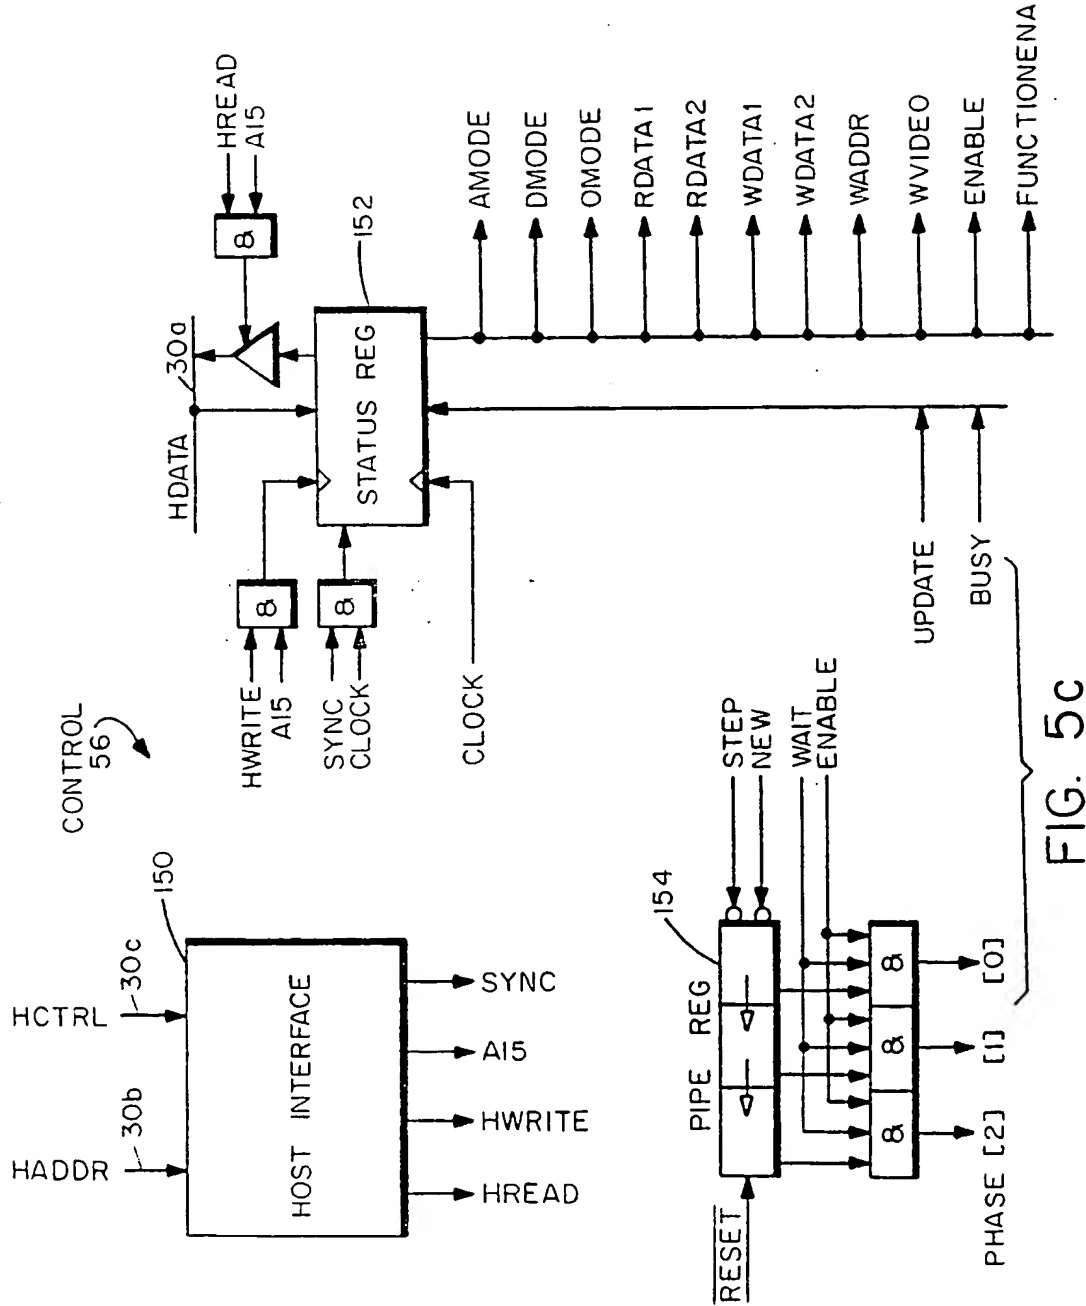 CONTROL
56
HCTRL
30c
HADDR
30b
150
HOST INTERFACE
SYNC
A15
HWRITE
HREAD
HDATA
30a
HREAD
A15
&
HWRITE
A15
&
SYNC
CLOCK
&
STATUS REG
152
CLOCK
AMODE
DMODE
OMODE
RDATA1
RDATA2
WDATA1
WDATA2
WADDR
WVIDEO
ENABLE
FUNCTIONENA
UPDATE
BUSY
PIPE REG
154
STEP
NEW
WAIT
ENABLE
RESET
&
&
&
PHASE [2]
[1]
[0]
FIG. 5c